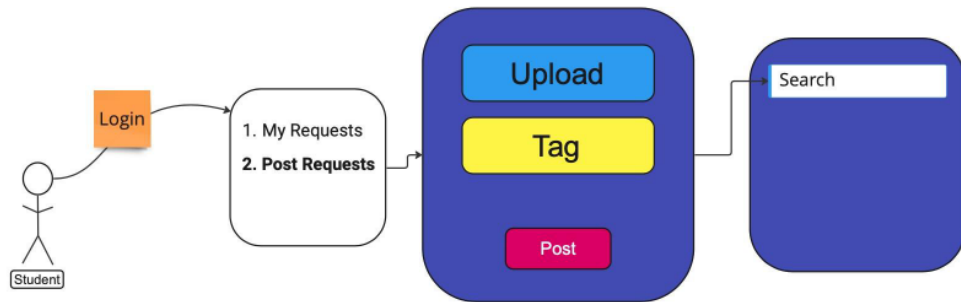 Student
Login
1. My Requests
2. Post Requests
Upload
Tag
Post
Search